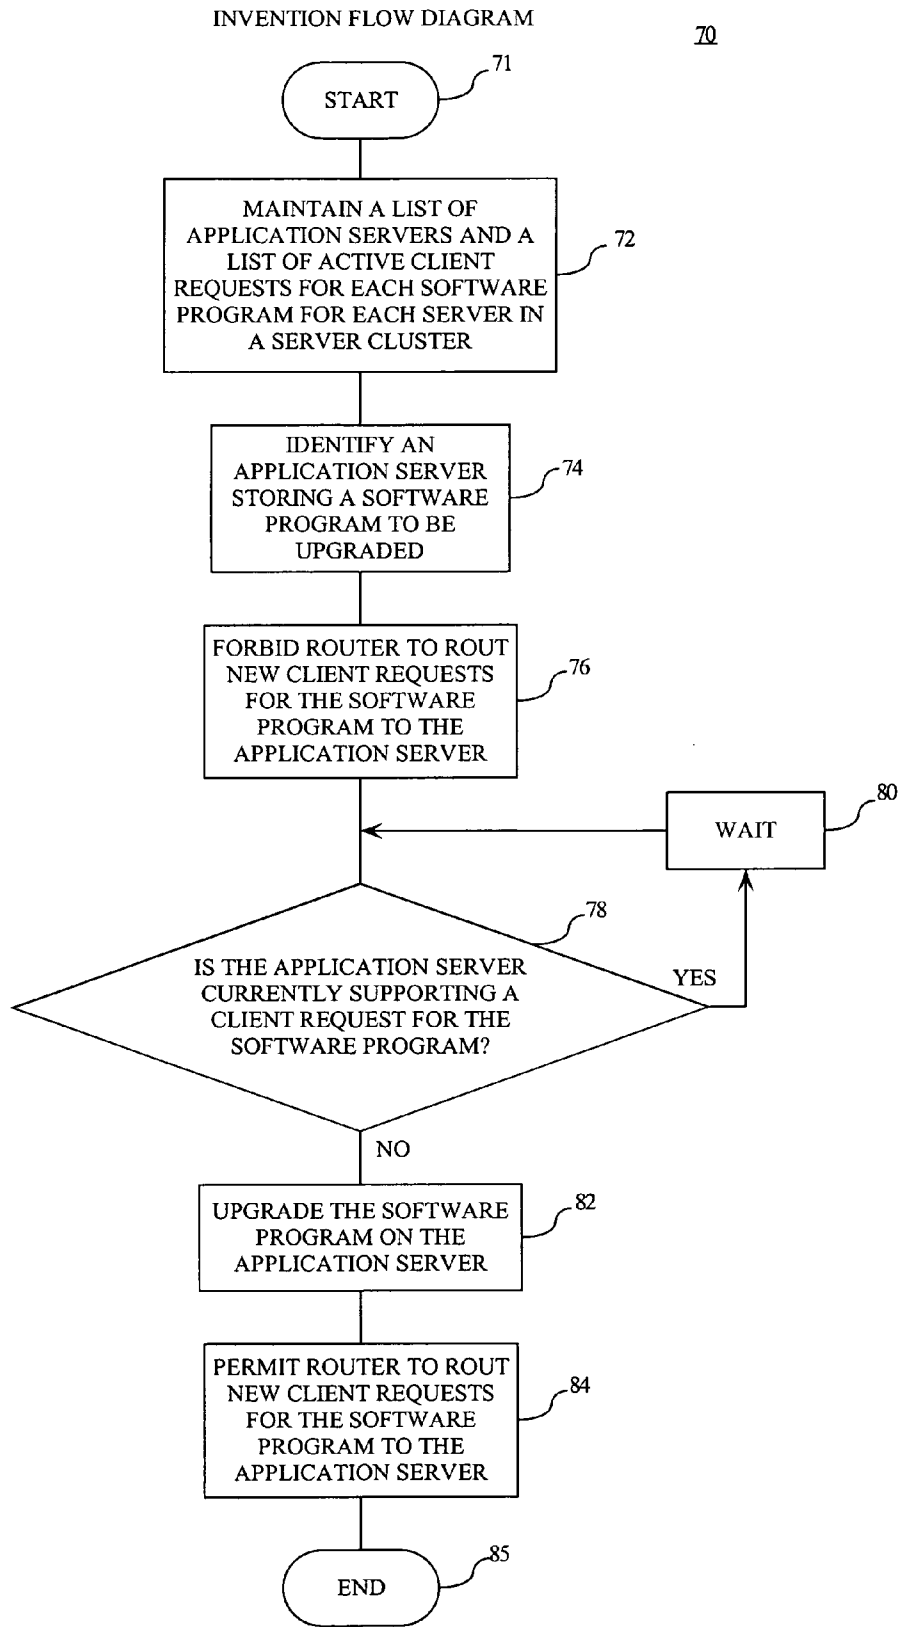 INVENTION FLOW DIAGRAM
70
71
START
MAINTAIN A LIST OF
APPLICATION SERVERS AND A
LIST OF ACTIVE CLIENT
REQUESTS FOR EACH SOFTWARE
PROGRAM FOR EACH SERVER IN
A SERVER CLUSTER
72
IDENTIFY AN
APPLICATION SERVER
STORING A SOFTWARE
PROGRAM TO BE
UPGRADED
74
FORBID ROUTER TO ROUT
NEW CLIENT REQUESTS
FOR THE SOFTWARE
PROGRAM TO THE
APPLICATION SERVER
76
80
WAIT
78
IS THE APPLICATION SERVER
CURRENTLY SUPPORTING A
CLIENT REQUEST FOR THE
SOFTWARE PROGRAM?
YES
NO
UPGRADE THE SOFTWARE
PROGRAM ON THE
APPLICATION SERVER
82
PERMIT ROUTER TO ROUT
NEW CLIENT REQUESTS
FOR THE SOFTWARE
PROGRAM TO THE
APPLICATION SERVER
84
85
END